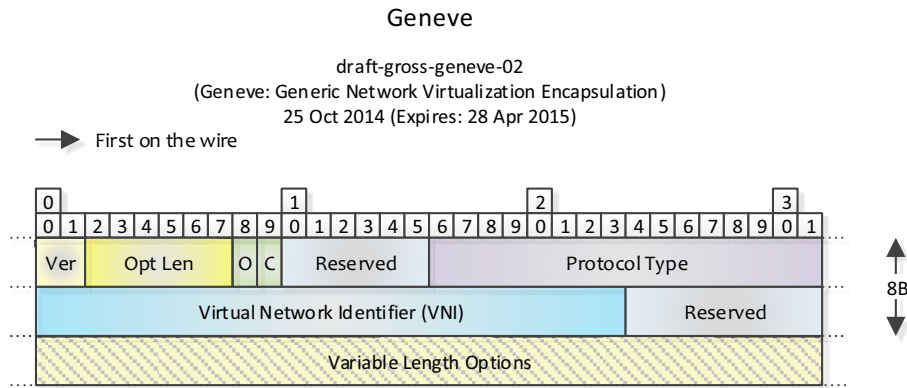 Geneve
draft-gross-geneve-02
(Geneve: Generic Network Virtualization Encapsulation)
25 Oct 2014 (Expires: 28 Apr 2015)
First on the wire
0 1 2 3
0 1 2 3 4 5 6 7 8 9 0 1 2 3 4 5 6 7 8 9 0 1 2 3 4 5 6 7 8 9 0 1
Ver Opt Len O C Reserved Protocol Type
8B
Virtual Network Identifier (VNI) Reserved
Variable Length Options